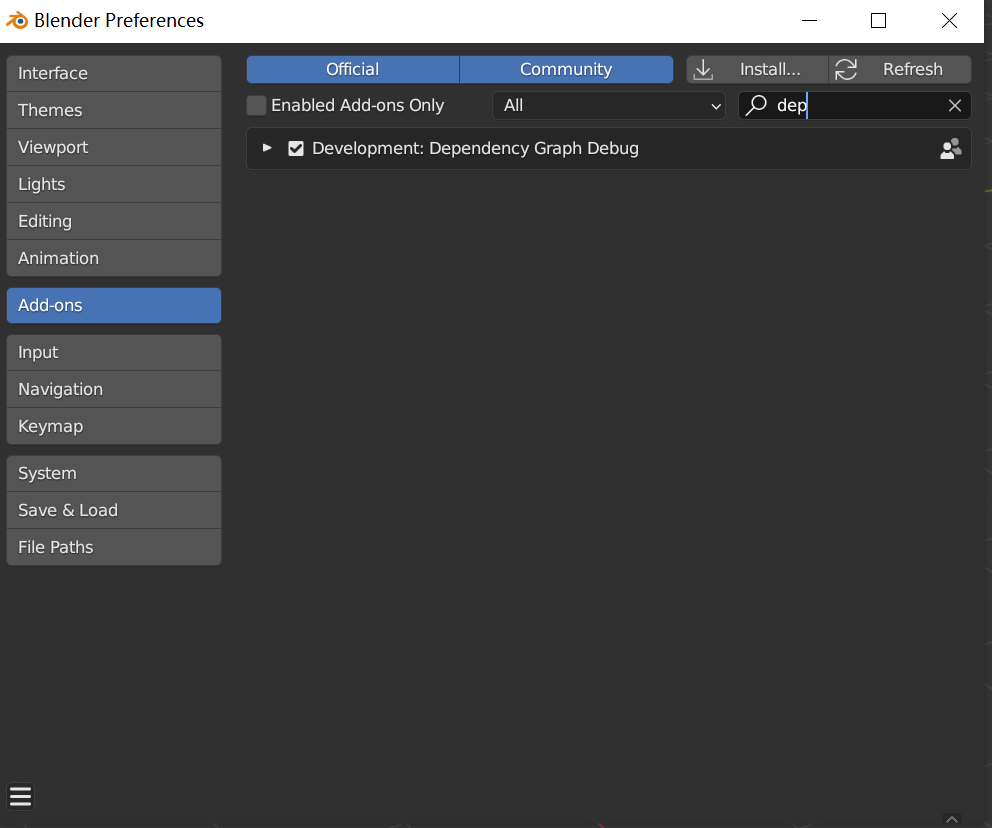 Blender Preferences
Interface
Themes
Viewport
Lights
Editing
Animation
Add-ons
Input
Navigation
Keymap
System
Save & Load
File Paths
Official Community Install... Refresh
Enabled Add-ons Only All dep
Development: Dependency Graph Debug